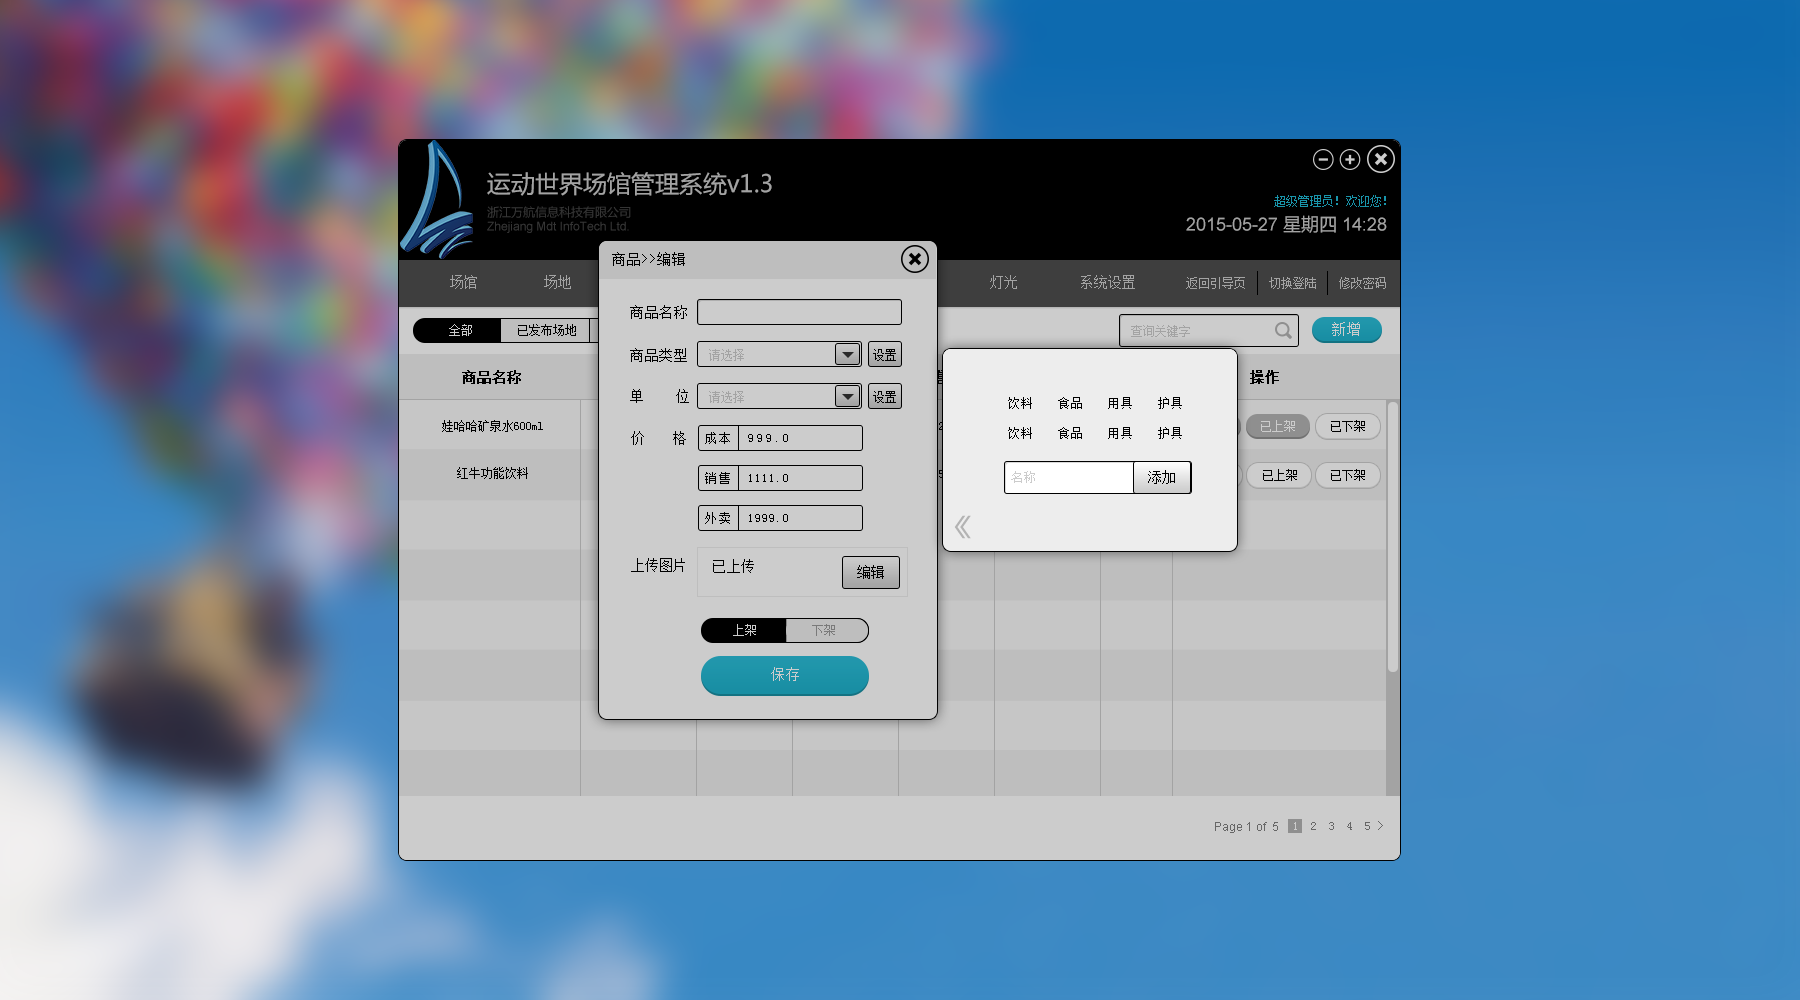 运动世界场馆管理系统v1.3
浙江万航信息科技有限公司
Zhejiang Mdt InfoTech Ltd.
超级管理员！欢迎您！
2015-05-27 星期四 14:28
场馆 场地 灯光 系统设置 返回引导页 切换登陆 修改密码
全部 已发布场地 查询关键字 新增
商品名称 操作
娃哈哈矿泉水600ml 已上架 已下架
红牛功能饮料 已上架 已下架
商品>>编辑
商品名称
商品类型 请选择 设置
单 位 请选择 设置
价 格 成本 999.0
销售 1111.0
外卖 1999.0
上传图片 已上传 编辑
上架 下架
保存
饮料 食品 用具 护具
饮料 食品 用具 护具
名称 添加
Page 1 of 5 1 2 3 4 5 >